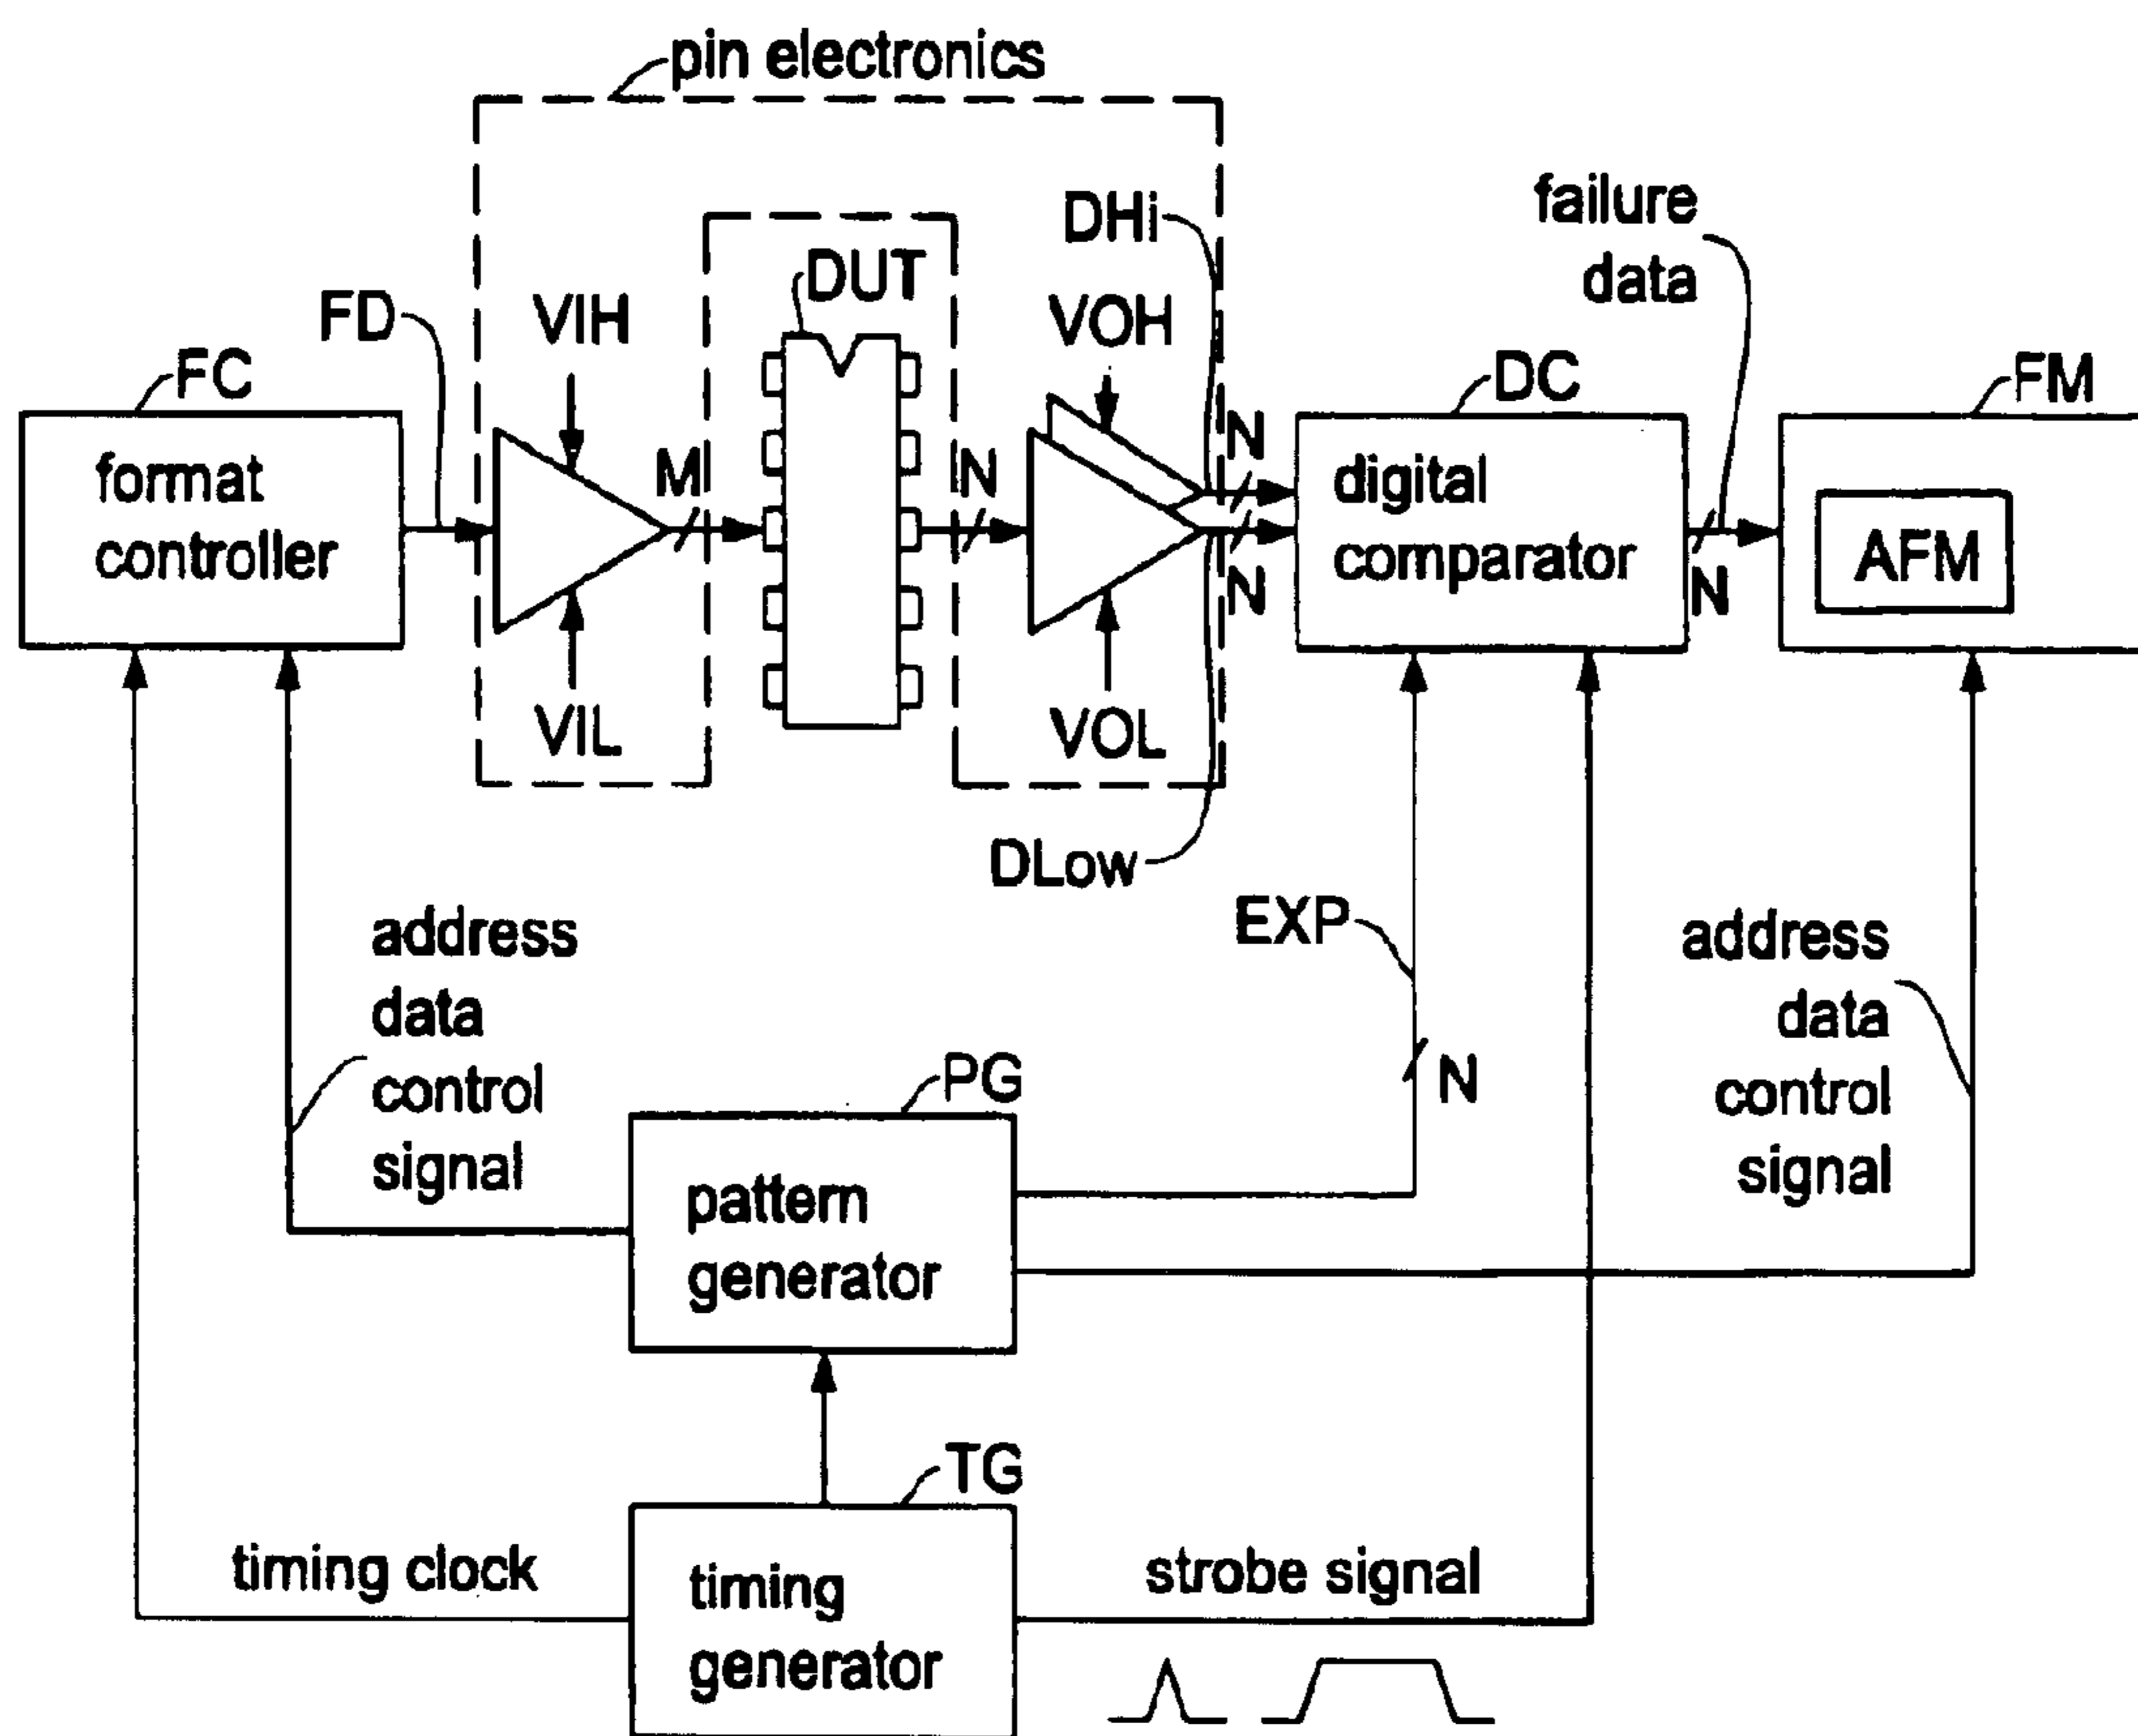 pin electronics
failure
data
DHi
DUT
FD
VIH
VOH
FC
DC
FM
format
controller
M
N
N
digital
comparator
N
N
AFM
VIL
VOL
DLow
EXP
address
data
control
signal
address
data
control
signal
N
PG
pattern
generator
TG
timing clock
timing
generator
strobe signal